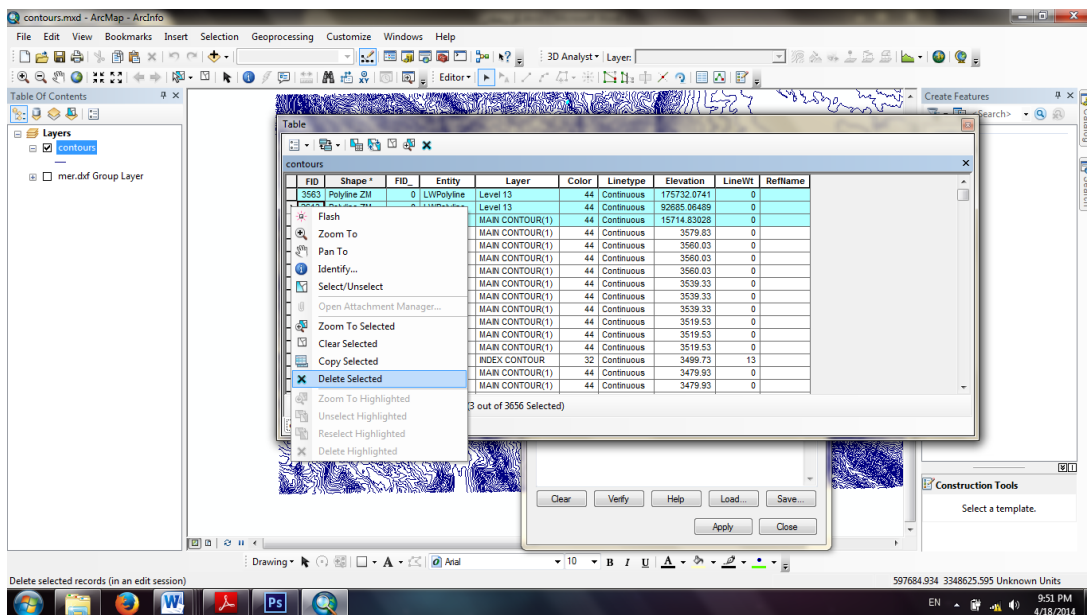 contours.mxd - ArcMap - ArcInfo
File Edit View Bookmarks Insert Selection Geoprocessing Customize Windows Help
3D Analyst Layer:
Editor
Table Of Contents
Layers
contours
mer.dxf Group Layer
Create Features
Search>
Table
contours
FID Shape * FID_ Entity Layer Color Linetype Elevation LineWt RefName
3563 Polyline ZM 0 LWPolyline Level 13 44 Continuous 175732.0741 0
Level 13 44 Continuous 92685.06489 0
MAIN CONTOUR(1) 44 Continuous 15714.83028 0
MAIN CONTOUR(1) 44 Continuous 3579.83 0
MAIN CONTOUR(1) 44 Continuous 3560.03 0
MAIN CONTOUR(1) 44 Continuous 3560.03 0
MAIN CONTOUR(1) 44 Continuous 3560.03 0
MAIN CONTOUR(1) 44 Continuous 3539.33 0
MAIN CONTOUR(1) 44 Continuous 3539.33 0
MAIN CONTOUR(1) 44 Continuous 3539.33 0
MAIN CONTOUR(1) 44 Continuous 3519.53 0
MAIN CONTOUR(1) 44 Continuous 3519.53 0
MAIN CONTOUR(1) 44 Continuous 3519.53 0
INDEX CONTOUR 32 Continuous 3499.73 13
MAIN CONTOUR(1) 44 Continuous 3479.93 0
MAIN CONTOUR(1) 44 Continuous 3479.93 0
(3 out of 3656 Selected)
Flash
Zoom To
Pan To
Identify...
Select/Unselect
Open Attachment Manager...
Zoom To Selected
Clear Selected
Copy Selected
Delete Selected
Zoom To Highlighted
Unselect Highlighted
Reselect Highlighted
Delete Highlighted
Clear Verify Help Load... Save...
Apply Close
Construction Tools
Select a template.
Drawing A Arial 10 B I U A
Delete selected records (in an edit session)
597684.934 3348625.595 Unknown Units
Ps
EN
9:51 PM
4/18/2014